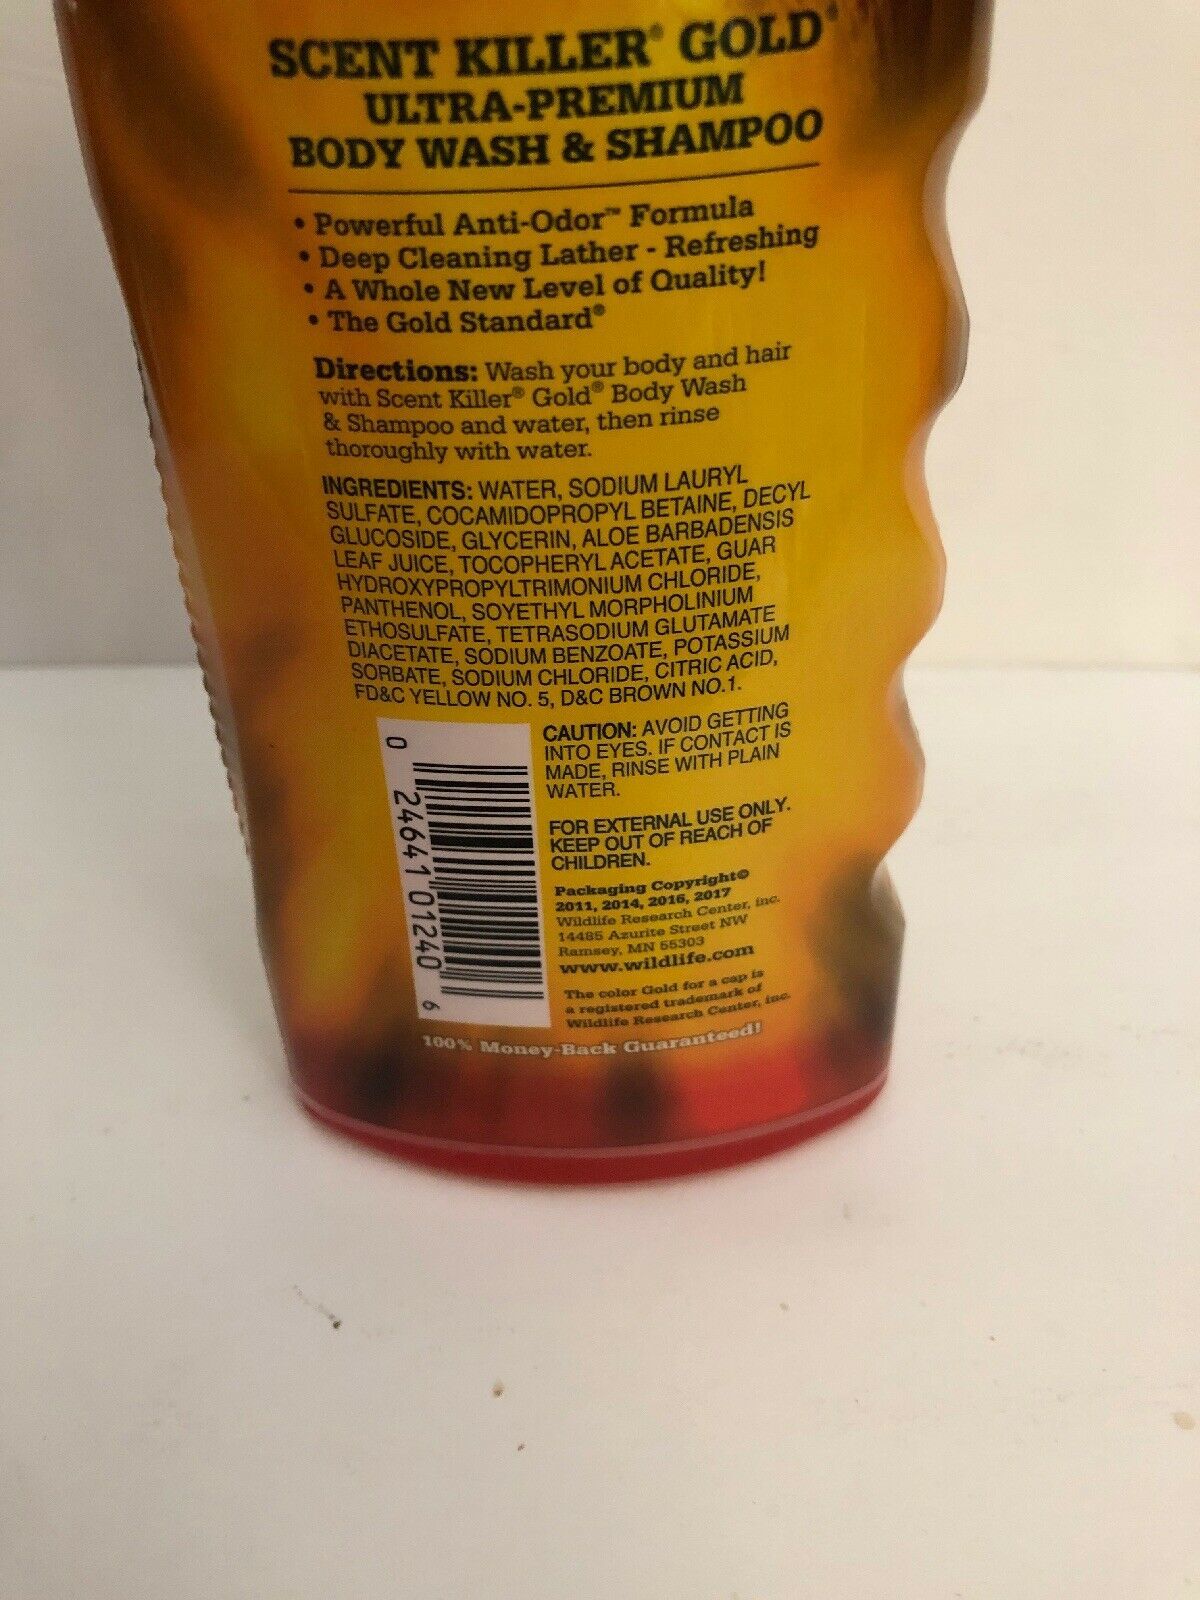 SCENT KILLER® GOLD®
ULTRA-PREMIUM
BODY WASH & SHAMPOO
• Powerful Anti-Odor™ Formula
• Deep Cleaning Lather - Refreshing
• A Whole New Level of Quality!
• The Gold Standard®
Directions: Wash your body and hair
with Scent Killer® Gold® Body Wash
& Shampoo and water, then rinse
thoroughly with water.
INGREDIENTS: WATER, SODIUM LAURYL
SULFATE, COCAMIDOPROPYL BETAINE, DECYL
GLUCOSIDE, GLYCERIN, ALOE BARBADENSIS
LEAF JUICE, TOCOPHERYL ACETATE, GUAR
HYDROXYPROPYLTRIMONIUM CHLORIDE,
PANTHENOL, SOYETHYL MORPHOLINIUM
ETHOSULFATE, TETRASODIUM GLUTAMATE
DIACETATE, SODIUM BENZOATE, POTASSIUM
SORBATE, SODIUM CHLORIDE, CITRIC ACID,
FD&C YELLOW NO. 5, D&C BROWN NO.1.
0 24641 01240 6
CAUTION: AVOID GETTING
INTO EYES. IF CONTACT IS
MADE, RINSE WITH PLAIN
WATER.
FOR EXTERNAL USE ONLY.
KEEP OUT OF REACH OF
CHILDREN.
Packaging Copyright©
2011, 2014, 2016, 2017
Wildlife Research Center, inc.
14485 Azurite Street NW
Ramsey, MN 55303
www.wildlife.com
The color Gold for a cap is
a registered trademark of
Wildlife Research Center, inc.
100% Money-Back Guaranteed!